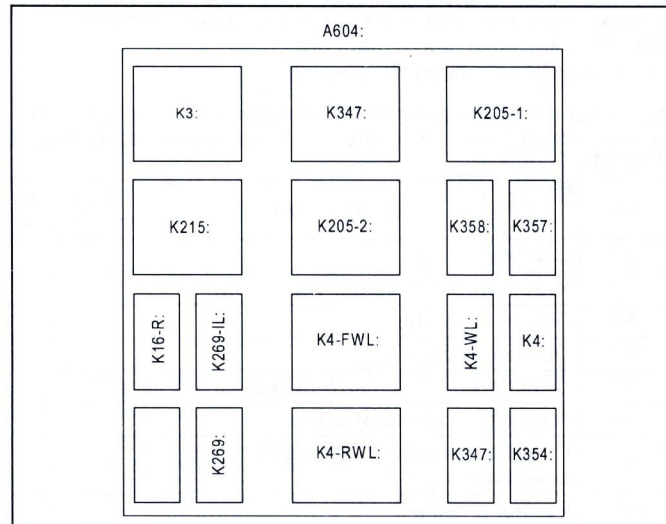 A604:
K3: K347: K205-1:
K215: K205-2: K358: K357:
K16-R: K269-IL: K4-FWL: K4-WL: K4:
K269: K4-RWL: K347: K354: